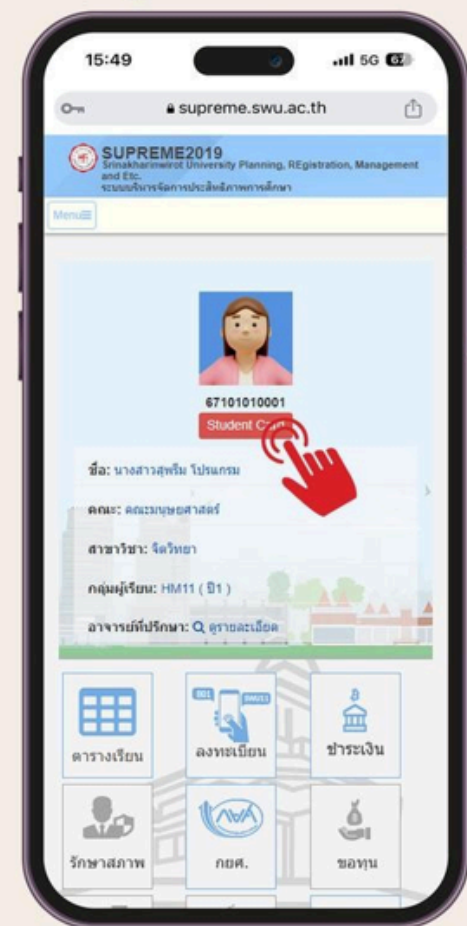 15:49
5G 67
supreme.swu.ac.th
SUPREME2019
Srinakharinwirot University Planning, REgistration, Management
and Etc.
ระบบบริหารจัดการประสิทธิภาพการศึกษา
Menu
67101010001
Student Card
ชื่อ: นางสาวสุพรีม โปรแกรม
คณะ: คณะมนุษยศาสตร์
สาขาวิชา: จิตวิทยา
กลุ่มผู้เรียน: HM11 ( ปี1 )
อาจารย์ที่ปรึกษา: ดูรายละเอียด
001 SWU11
ตารางเรียน ลงทะเบียน ชำระเงิน
รักษาสภาพ กยศ. ขอทุน